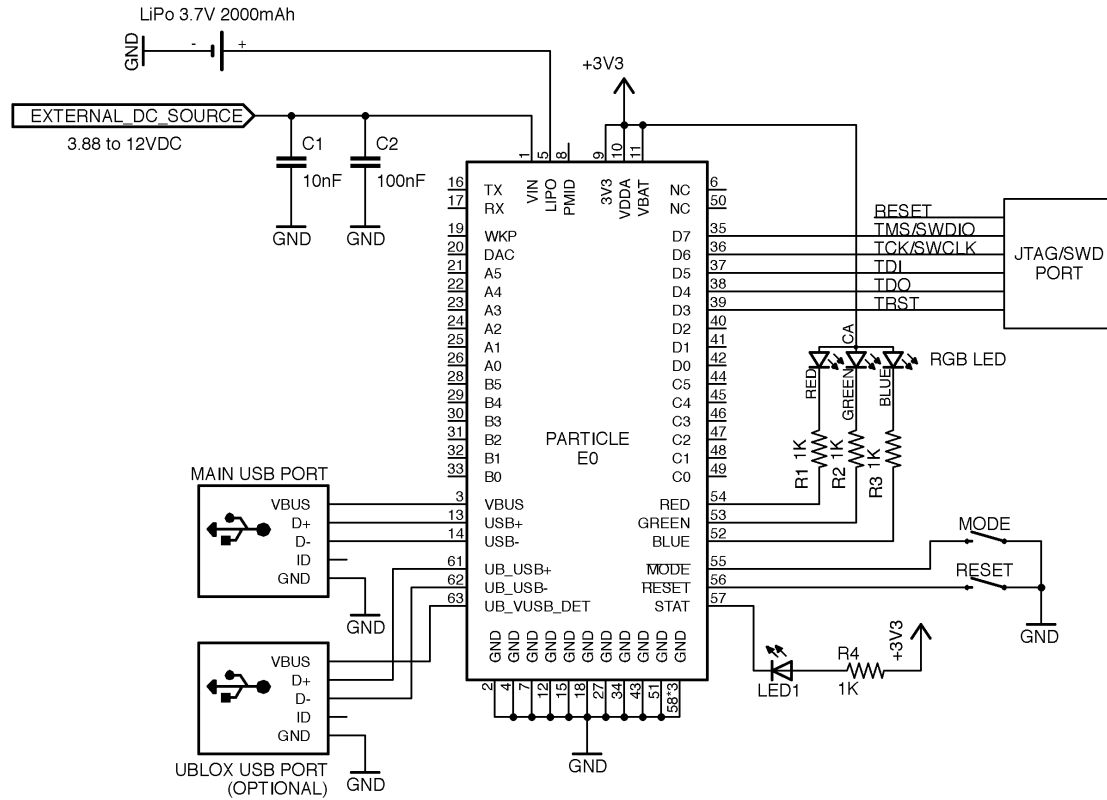 LiPo 3.7V 2000mAh
GND
-
+
+3V3
EXTERNAL_DC_SOURCE
3.88 to 12VDC
C1
10nF
C2
100nF
GND
GND
1
5
8
9
10
11
VIN
LIPO
PMID
3V3
VDDA
VBAT
16 TX
17 RX
19 WKP
20 DAC
21 A5
22 A4
23 A3
24 A2
25 A1
26 A0
28 B5
29 B4
30 B3
31 B2
32 B1
33 B0
3 VBUS
13 USB+
14 USB-
61 UB_USB+
62 UB_USB-
63 UB_VUSB_DET
PARTICLE
E0
NC 6
NC 50
D7 35
D6 36
D5 37
D4 38
D3 39
D2 40
D1 41
D0 42
C5 44
C4 45
C3 46
C2 47
C1 48
C0 49
RED 54
GREEN 53
BLUE 52
MODE 55
RESET 56
STAT 57
GND GND GND GND GND GND GND GND GND GND GND
2 4 7 12 15 18 27 34 43 51 58*3
GND
RESET
TMS/SWDIO
TCK/SWCLK
TDI
TDO
TRST
JTAG/SWD
PORT
CA
RED
GREEN
BLUE
RGB LED
R1 1K
R2 1K
R3 1K
MODE
RESET
GND
LED1
R4
1K
+3V3
MAIN USB PORT
VBUS
D+
D-
ID
GND
GND
VBUS
D+
D-
ID
GND
GND
UBLOX USB PORT
(OPTIONAL)